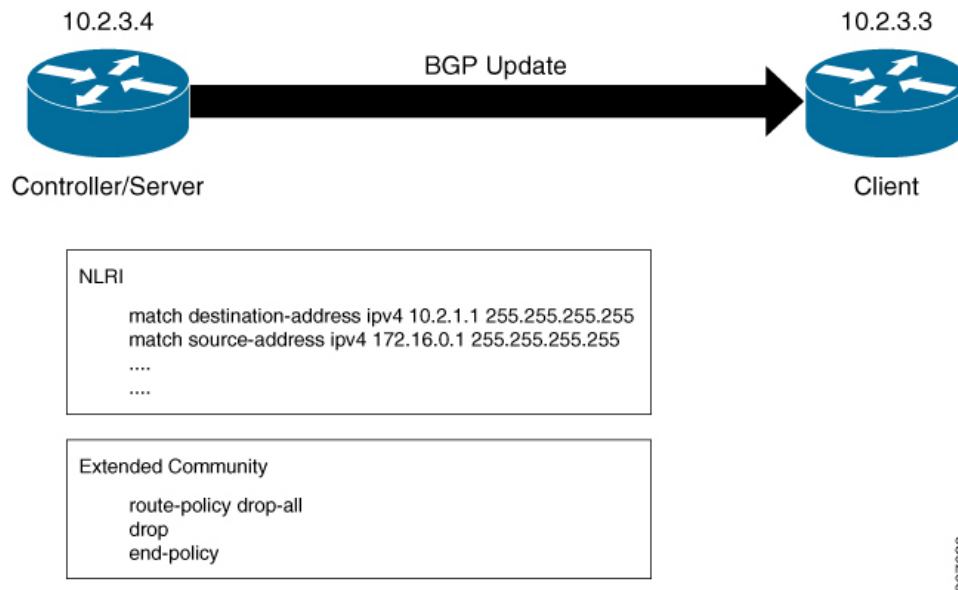 10.2.3.4
10.2.3.3
BGP Update
Controller/Server
Client
NLRI
match destination-address ipv4 10.2.1.1 255.255.255.255
match source-address ipv4 172.16.0.1 255.255.255.255
....
....
Extended Community
route-policy drop-all
drop
end-policy